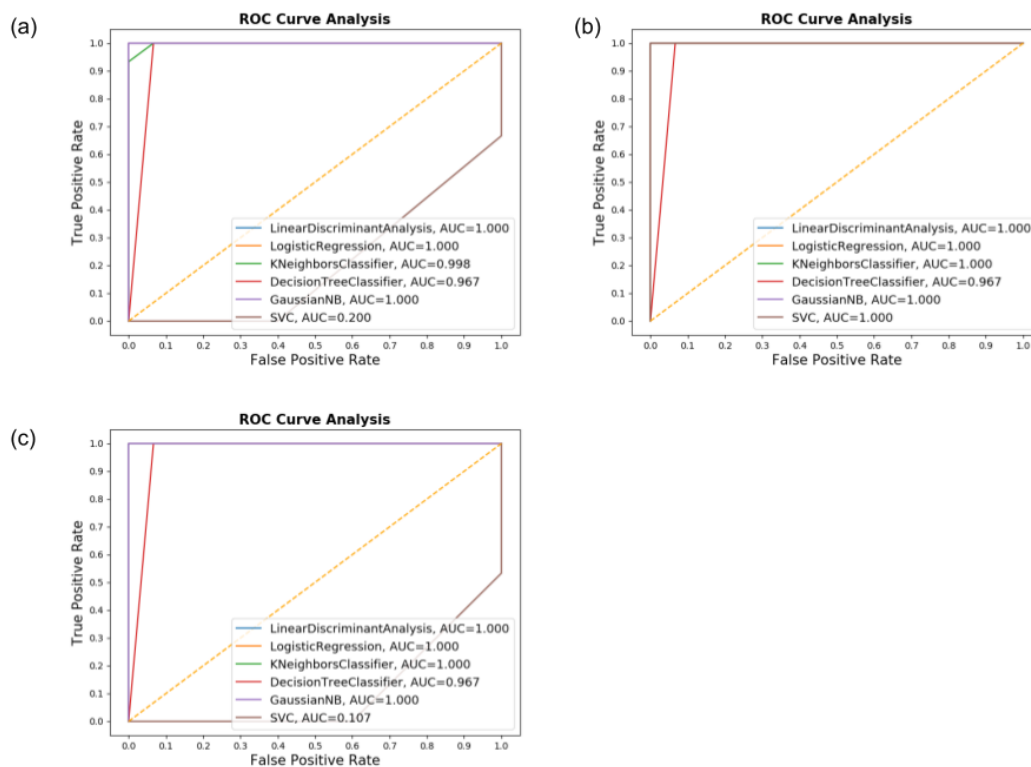 (a)
ROC Curve Analysis
True Positive Rate
1.0
0.9
0.8
0.7
0.6
0.5
0.4
0.3
0.2
0.1
0.0
LinearDiscriminantAnalysis, AUC=1.000
LogisticRegression, AUC=1.000
KNeighborsClassifier, AUC=0.998
DecisionTreeClassifier, AUC=0.967
GaussianNB, AUC=1.000
SVC, AUC=0.200
0.0 0.1 0.2 0.3 0.4 0.5 0.6 0.7 0.8 0.9 1.0
False Positive Rate
(b)
ROC Curve Analysis
True Positive Rate
1.0
0.9
0.8
0.7
0.6
0.5
0.4
0.3
0.2
0.1
0.0
LinearDiscriminantAnalysis, AUC=1.000
LogisticRegression, AUC=1.000
KNeighborsClassifier, AUC=1.000
DecisionTreeClassifier, AUC=0.967
GaussianNB, AUC=1.000
SVC, AUC=1.000
0.0 0.1 0.2 0.3 0.4 0.5 0.6 0.7 0.8 0.9 1.0
False Positive Rate
(c)
ROC Curve Analysis
True Positive Rate
1.0
0.9
0.8
0.7
0.6
0.5
0.4
0.3
0.2
0.1
0.0
LinearDiscriminantAnalysis, AUC=1.000
LogisticRegression, AUC=1.000
KNeighborsClassifier, AUC=1.000
DecisionTreeClassifier, AUC=0.967
GaussianNB, AUC=1.000
SVC, AUC=0.107
0.0 0.1 0.2 0.3 0.4 0.5 0.6 0.7 0.8 0.9 1.0
False Positive Rate